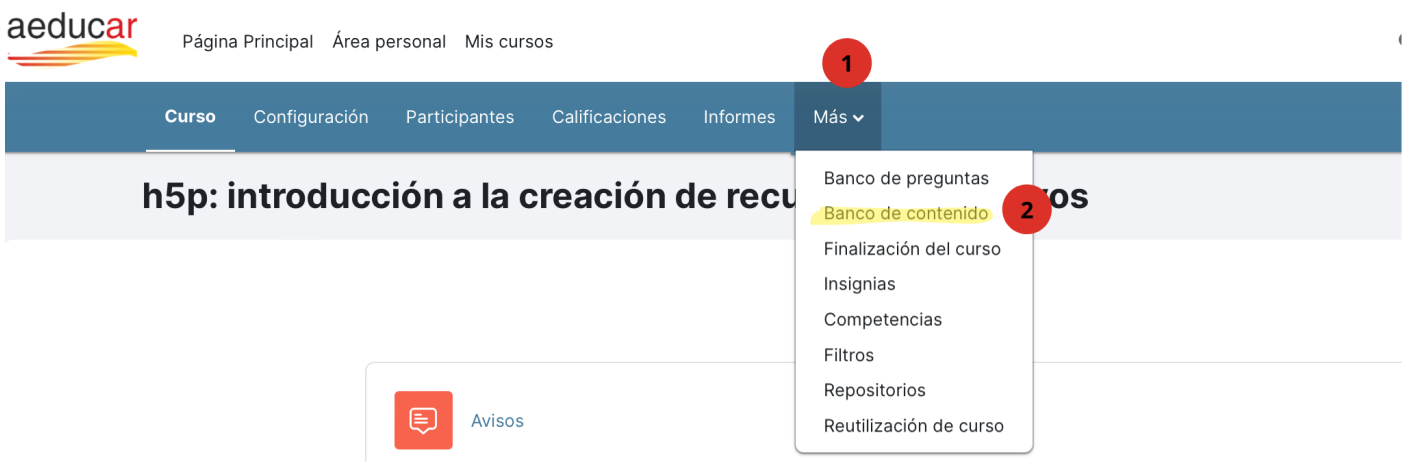 aeducar
Página Principal Área personal Mis cursos
1
Curso Configuración Participantes Calificaciones Informes Más
h5p: introducción a la creación de recu vos
Banco de preguntas
Banco de contenido 2
Finalización del curso
Insignias
Competencias
Filtros
Repositorios
Reutilización de curso
Avisos